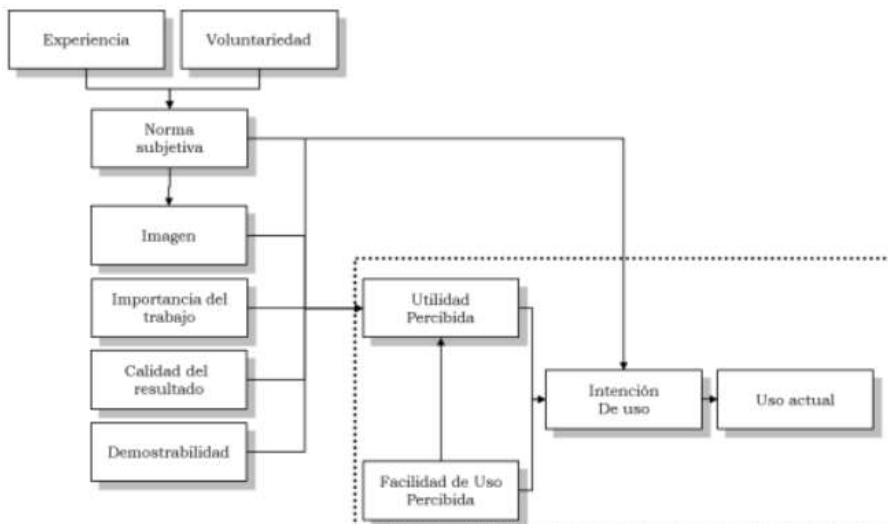 Experiencia
Voluntariedad
Norma
subjetiva
Imagen
Importancia del
trabajo
Utilidad
Percibida
Calidad del
resultado
Intención
De uso
Uso actual
Demostrabilidad
Facilidad de Uso
Percibida